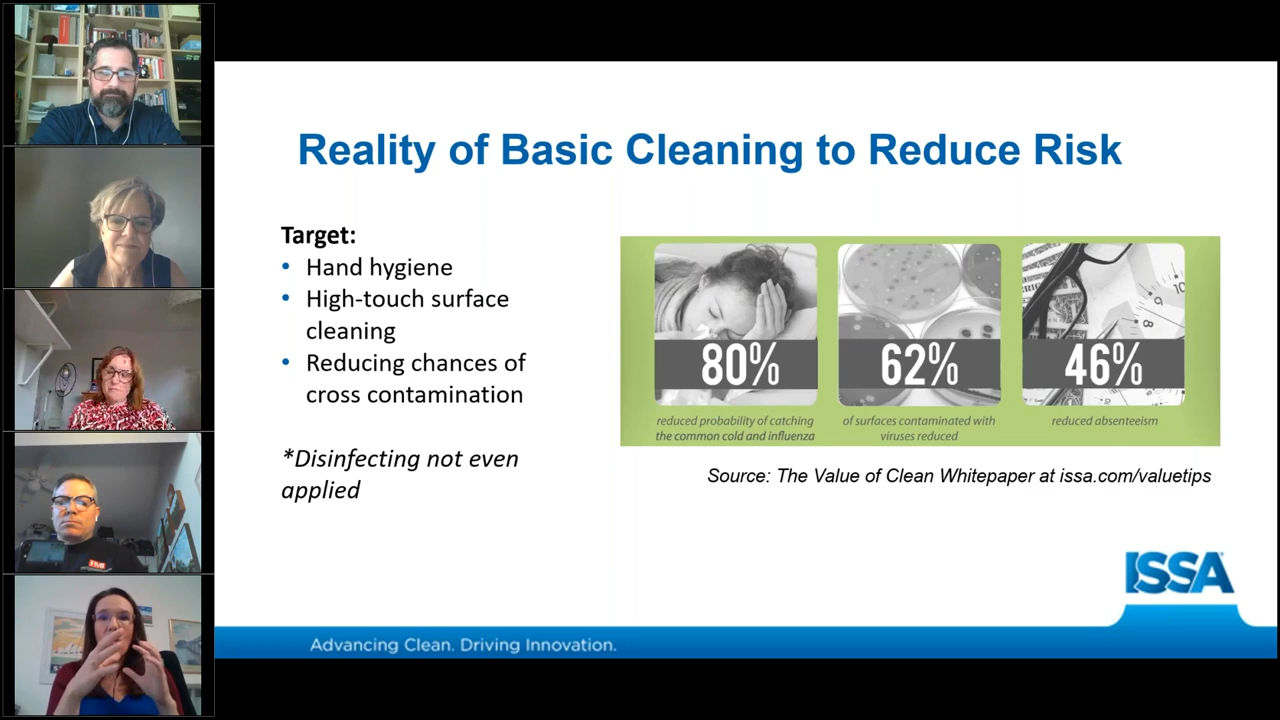 Reality of Basic Cleaning to Reduce Risk
Target:
• Hand hygiene
• High-touch surface
cleaning
• Reducing chances of
cross contamination
*Disinfecting not even
applied
80%
62%
46%
reduced probability of catching
the common cold and influenza
of surfaces contaminated with
viruses reduced
reduced absenteeism
Source: The Value of Clean Whitepaper at issa.com/valuetips
ISSA
Advancing Clean. Driving Innovation.